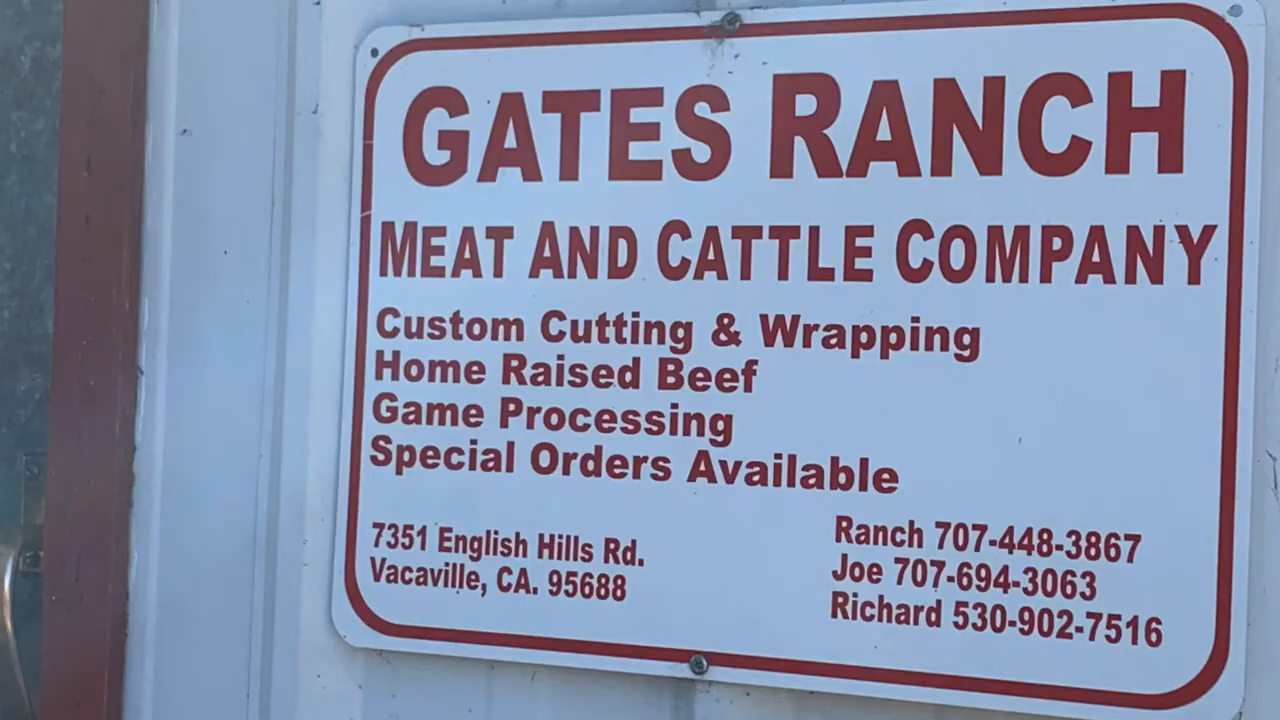 GATES RANCH
MEAT AND CATTLE COMPANY
Custom Cutting & Wrapping
Home Raised Beef
Game Processing
Special Orders Available
7351 English Hills Rd.
Vacaville, CA. 95688
Ranch 707-448-3867
Joe 707-694-3063
Richard 530-902-7516